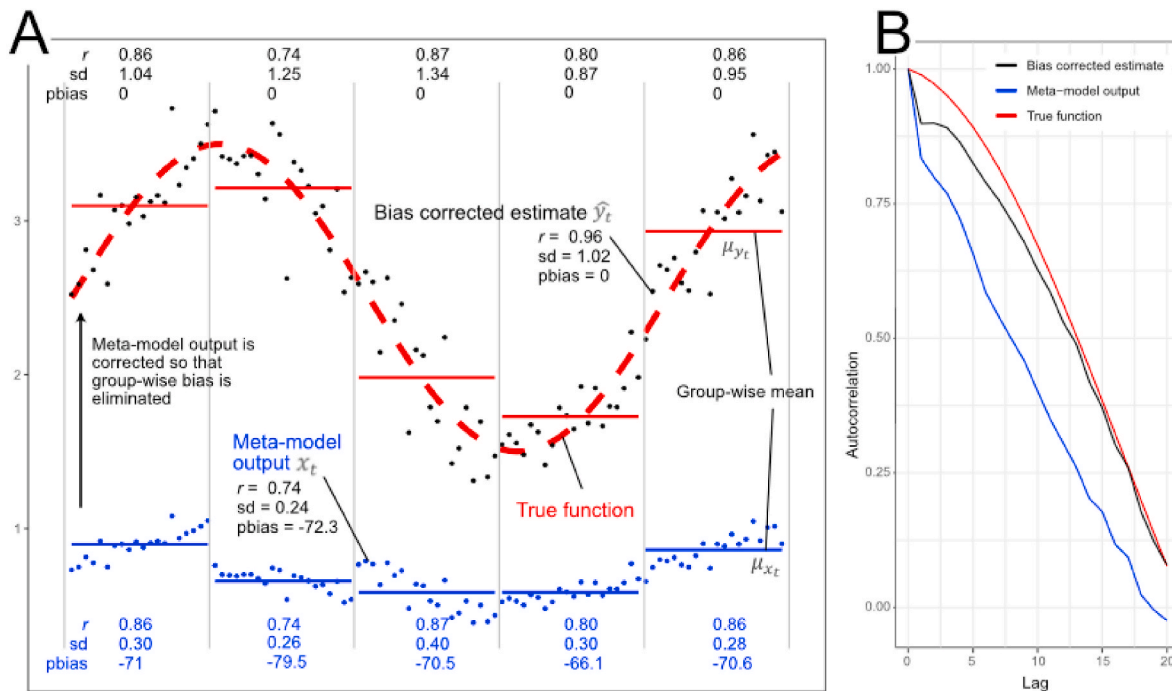 A
r 0.86 0.74 0.87 0.80 0.86
sd 1.04 1.25 1.34 0.87 0.95
pbias 0 0 0 0 0
3
2
1
Bias corrected estimate ŷt
r = 0.96
sd = 1.02
pbias = 0
μyt
Meta-model output is
corrected so that
group-wise bias is
eliminated
Group-wise mean
Meta-model
output xt
r = 0.74
sd = 0.24
pbias = -72.3
True function
μxt
r 0.86 0.74 0.87 0.80 0.86
sd 0.30 0.26 0.40 0.30 0.28
pbias -71 -79.5 -70.5 -66.1 -70.6
B
Bias corrected estimate
Meta-model output
True function
1.00
0.75
0.50
0.25
0.00
Autocorrelation
0 5 10 15 20
Lag